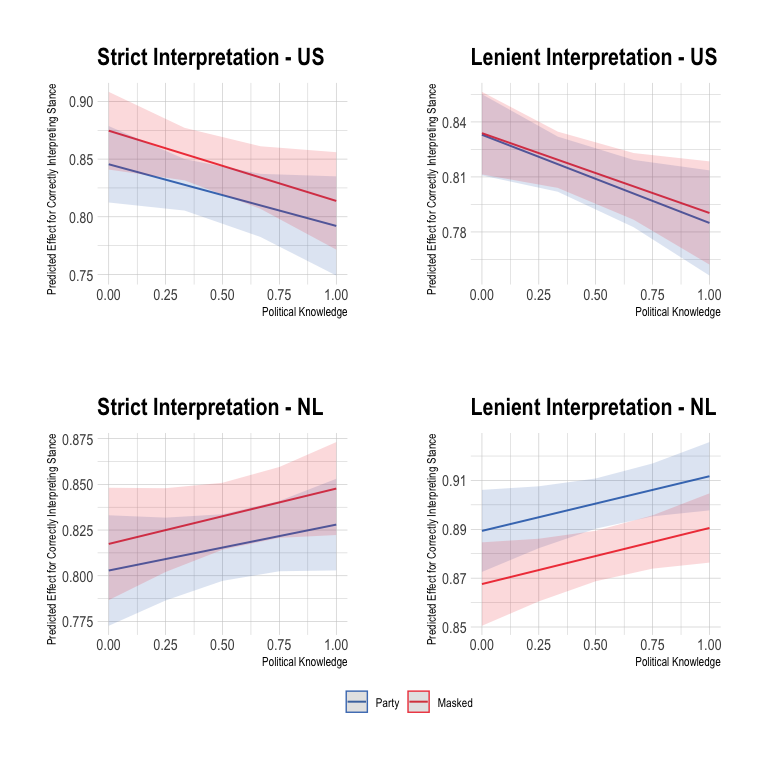 Strict Interpretation - US
Predicted Effect for Correctly Interpreting Stance
0.90
0.85
0.80
0.75
0.00 0.25 0.50 0.75 1.00
Political Knowledge
Lenient Interpretation - US
Predicted Effect for Correctly Interpreting Stance
0.84
0.81
0.78
0.00 0.25 0.50 0.75 1.00
Political Knowledge
Strict Interpretation - NL
Predicted Effect for Correctly Interpreting Stance
0.875
0.850
0.825
0.800
0.775
0.00 0.25 0.50 0.75 1.00
Political Knowledge
Lenient Interpretation - NL
Predicted Effect for Correctly Interpreting Stance
0.91
0.89
0.87
0.85
0.00 0.25 0.50 0.75 1.00
Political Knowledge
Party Masked